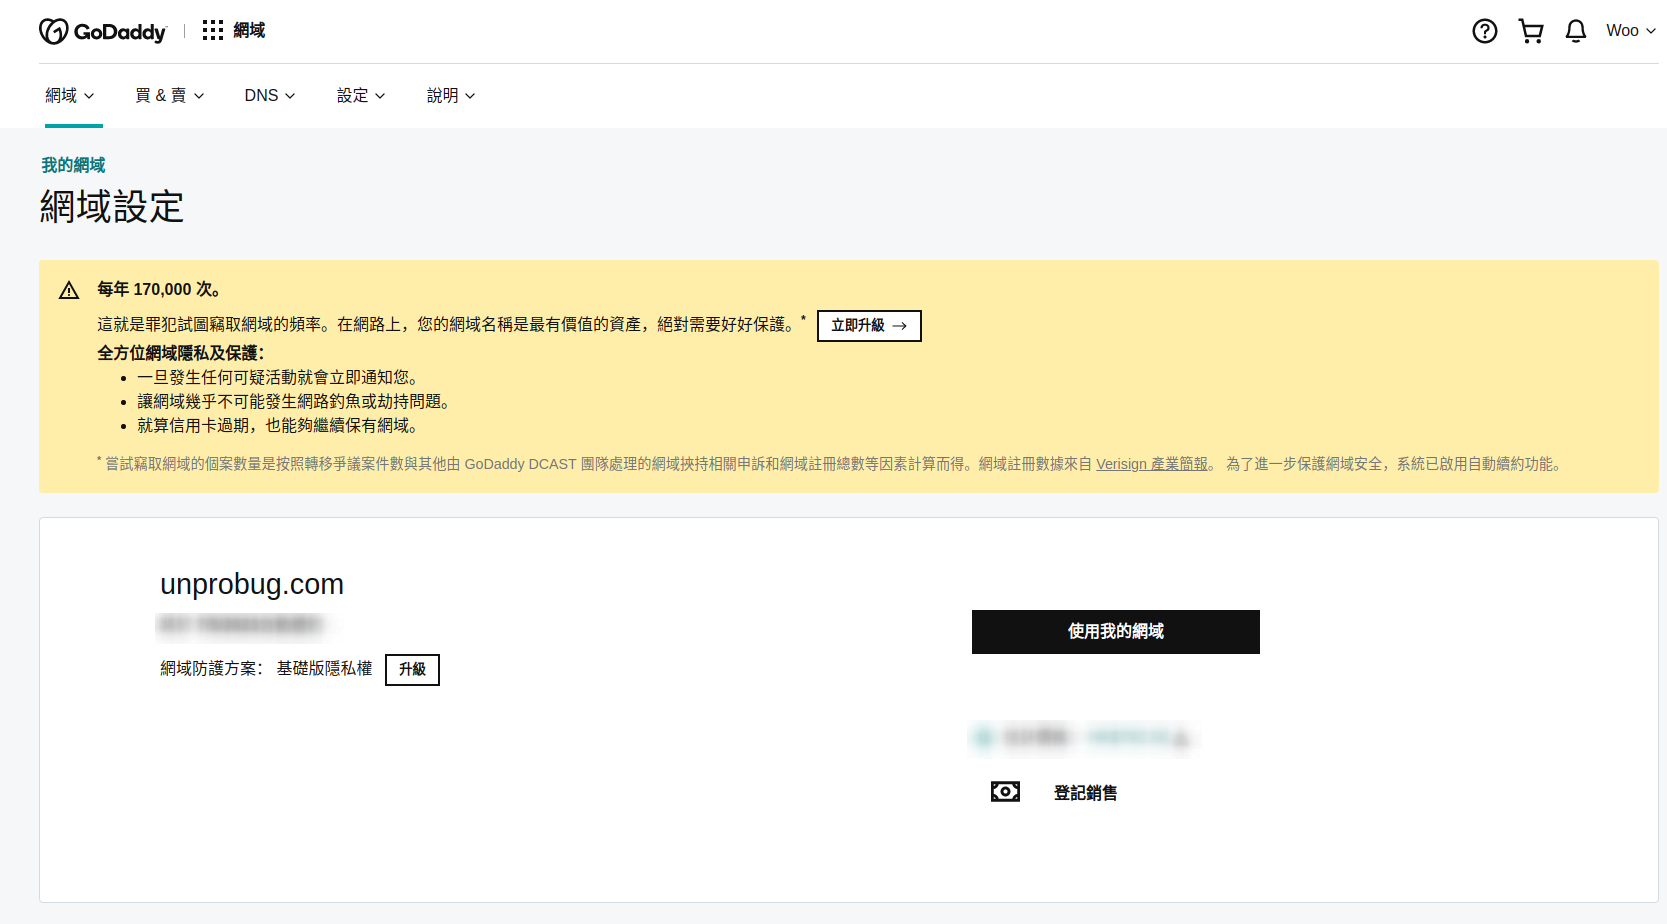 GoDaddy 網域 Woo
網域 買 & 賣 DNS 設定 說明
我的網域
網域設定
每年 170,000 次。
這就是罪犯試圖竊取網域的頻率。在網路上，您的網域名稱是最有價值的資產，絕對需要好好保護。* 立即升級 →
全方位網域隱私及保護：
• 一旦發生任何可疑活動就會立即通知您。
• 讓網域幾乎不可能發生網路釣魚或劫持問題。
• 就算信用卡過期，也能夠繼續保有網域。
* 當試竊取網域的個案數量是按照轉移爭議案件數與其他由 GoDaddy DCAST 團隊處理的網域挾持相關申訴和網域註冊總數等因素計算而得。網域註冊數據來自 Verisign 產業簡報。 為了進一步保護網域安全，系統已啟用自動續約功能。
unprobug.com
使用我的網域
網域防護方案： 基礎版隱私權 升級
登記銷售